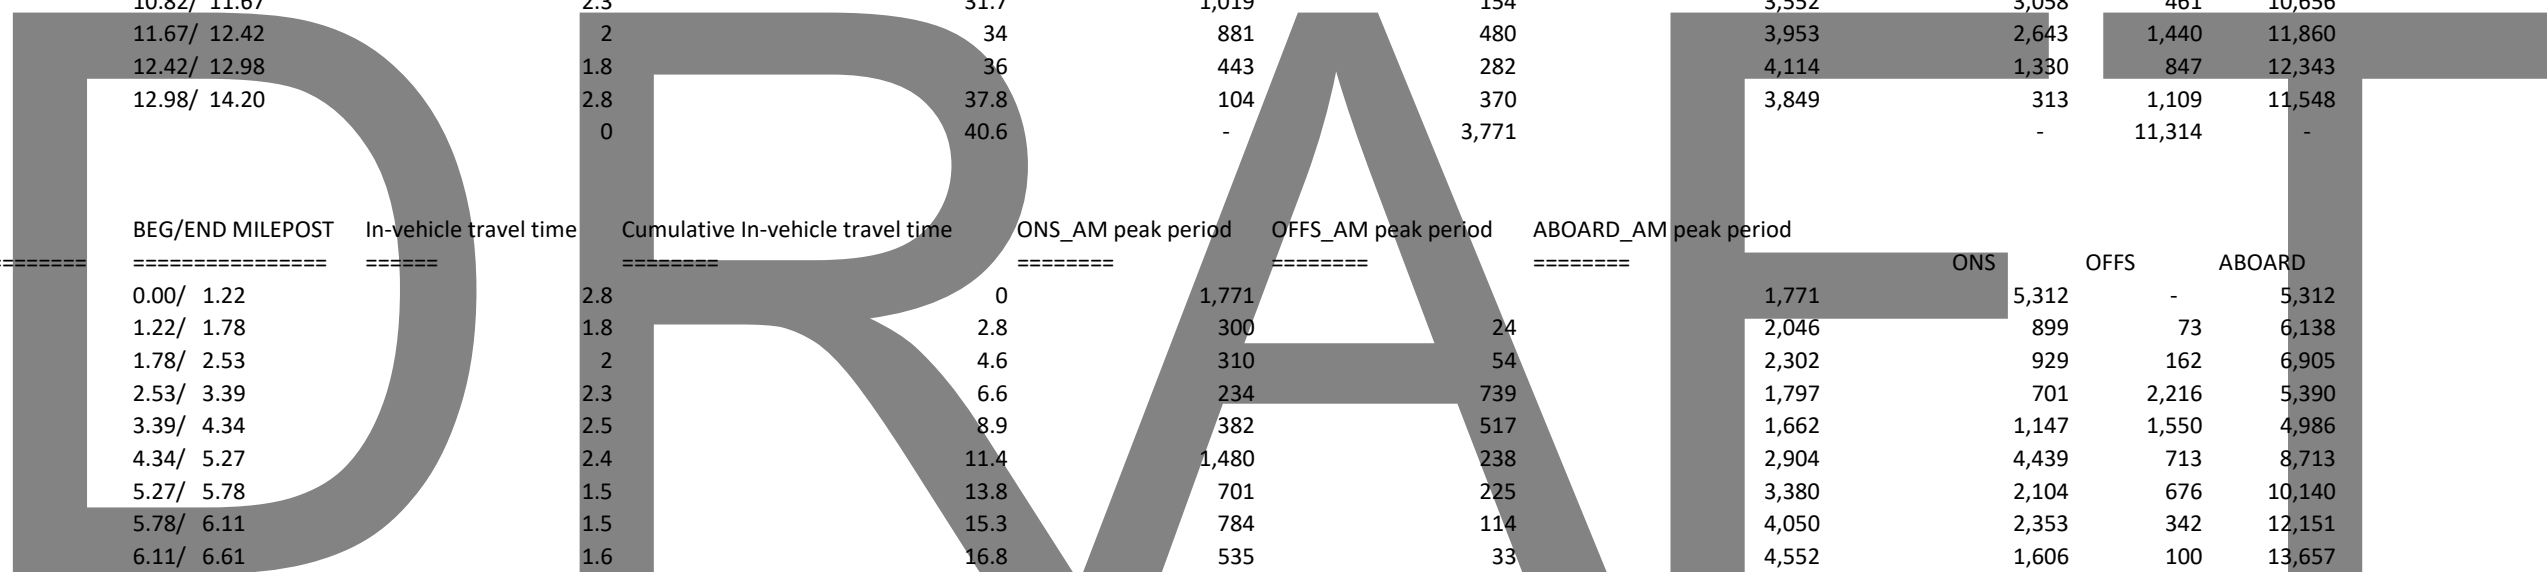 10.82/ 11.67 2.3 31.7 1,019 154 3,552 3,058 461 10,656
11.67/ 12.42 2 34 881 480 3,953 2,643 1,440 11,860
12.42/ 12.98 1.8 36 443 282 4,114 1,330 847 12,343
12.98/ 14.20 2.8 37.8 104 370 3,849 313 1,109 11,548
0 40.6 - 3,771 - 11,314 -
BEG/END MILEPOST In-vehicle travel time Cumulative In-vehicle travel time ONS_AM peak period OFFS_AM peak period ABOARD_AM peak period
======== ================ ====== ======== ======== ======== ======== ONS OFFS ABOARD
0.00/ 1.22 2.8 0 1,771 1,771 5,312 - 5,312
1.22/ 1.78 1.8 2.8 300 24 2,046 899 73 6,138
1.78/ 2.53 2 4.6 310 54 2,302 929 162 6,905
2.53/ 3.39 2.3 6.6 234 739 1,797 701 2,216 5,390
3.39/ 4.34 2.5 8.9 382 517 1,662 1,147 1,550 4,986
4.34/ 5.27 2.4 11.4 1,480 238 2,904 4,439 713 8,713
5.27/ 5.78 1.5 13.8 701 225 3,380 2,104 676 10,140
5.78/ 6.11 1.5 15.3 784 114 4,050 2,353 342 12,151
6.11/ 6.61 1.6 16.8 535 33 4,552 1,606 100 13,657
DRAFT